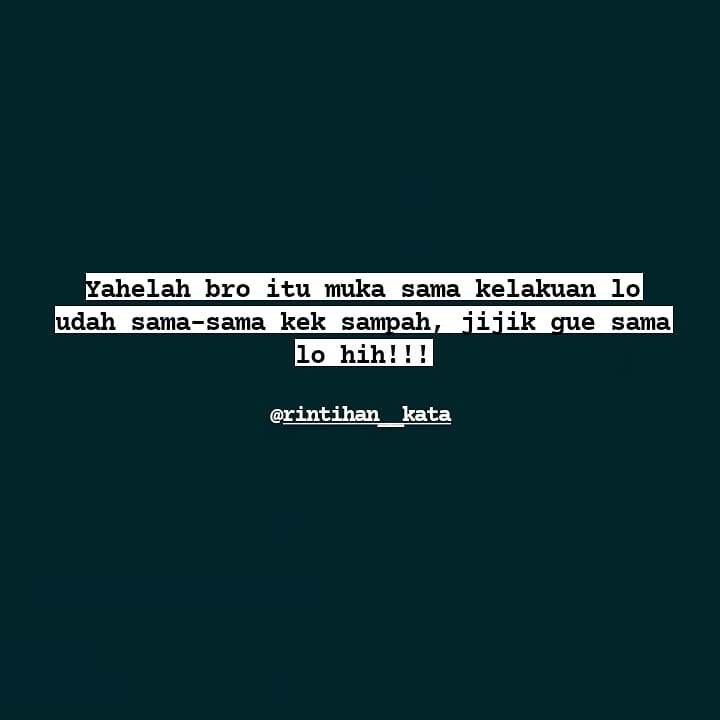 Yahelah bro itu muka sama kelakuan lo
udah sama-sama kek sampah, jijik gue sama
lo hih!!!
@rintihan__kata